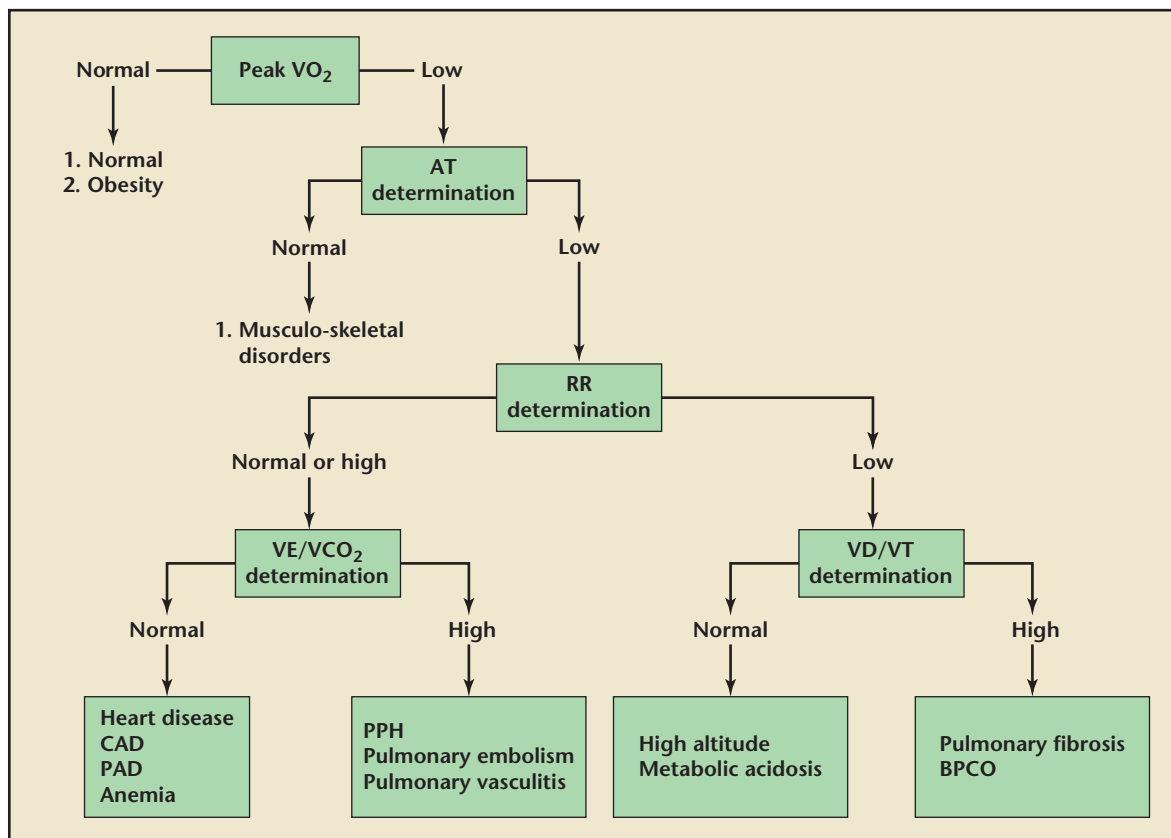 Normal
Peak VO₂
Low
1. Normal
2. Obesity
AT
determination
Normal
Low
1. Musculo-skeletal
disorders
RR
determination
Normal or high
Low
VE/VCO₂
determination
VD/VT
determination
Normal
High
Normal
High
Heart disease
CAD
PAD
Anemia
PPH
Pulmonary embolism
Pulmonary vasculitis
High altitude
Metabolic acidosis
Pulmonary fibrosis
BPCO